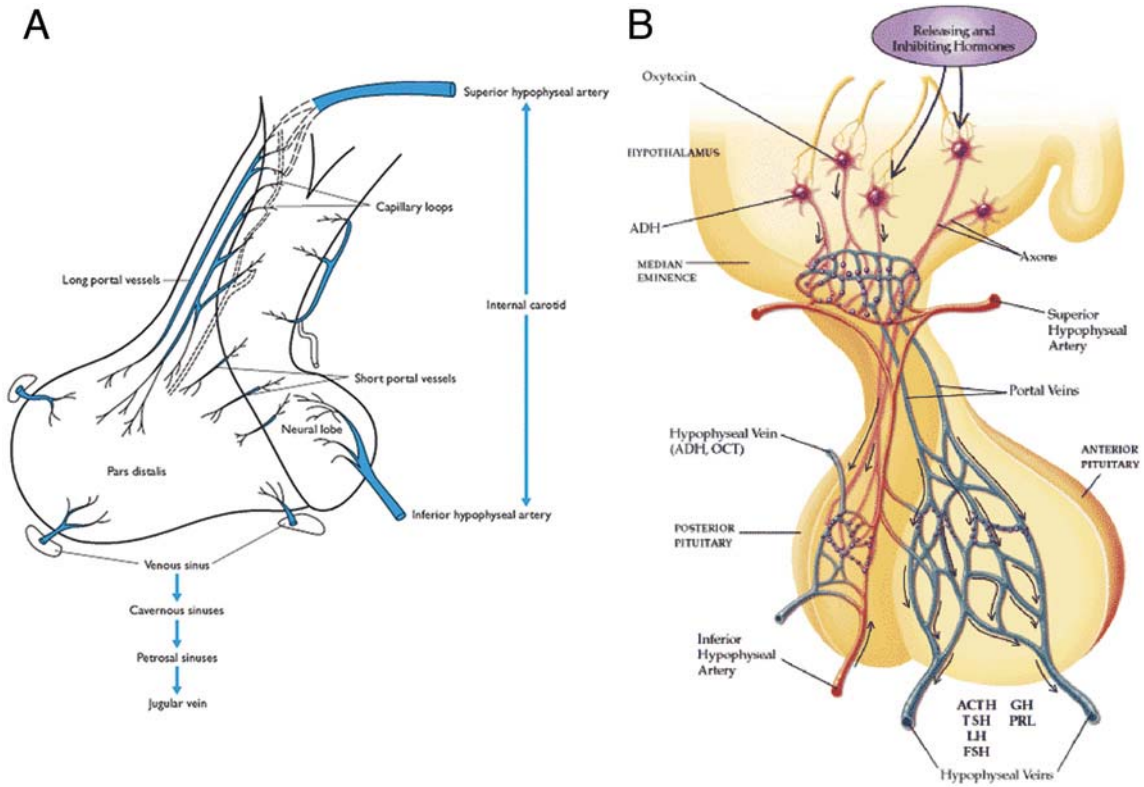 A
Superior hypophyseal artery
Capillary loops
Long portal vessels
Internal carotid
Short portal vessels
Neural lobe
Pars distalis
Inferior hypophyseal artery
Venous sinus
Cavernous sinuses
Petrosal sinuses
Jugular vein
B
Releasing and
Inhibiting Hormones
Oxytocin
HYPOTHALAMUS
ADH
Axons
MEDIAN
EMINENCE
Superior
Hypophyseal
Artery
Portal Veins
Hypophyseal Vein
(ADH, OCT)
ANTERIOR
PITUITARY
POSTERIOR
PITUITARY
Inferior
Hypophyseal
Artery
ACTH GH
TSH PRL
LH
FSH
Hypophyseal Veins